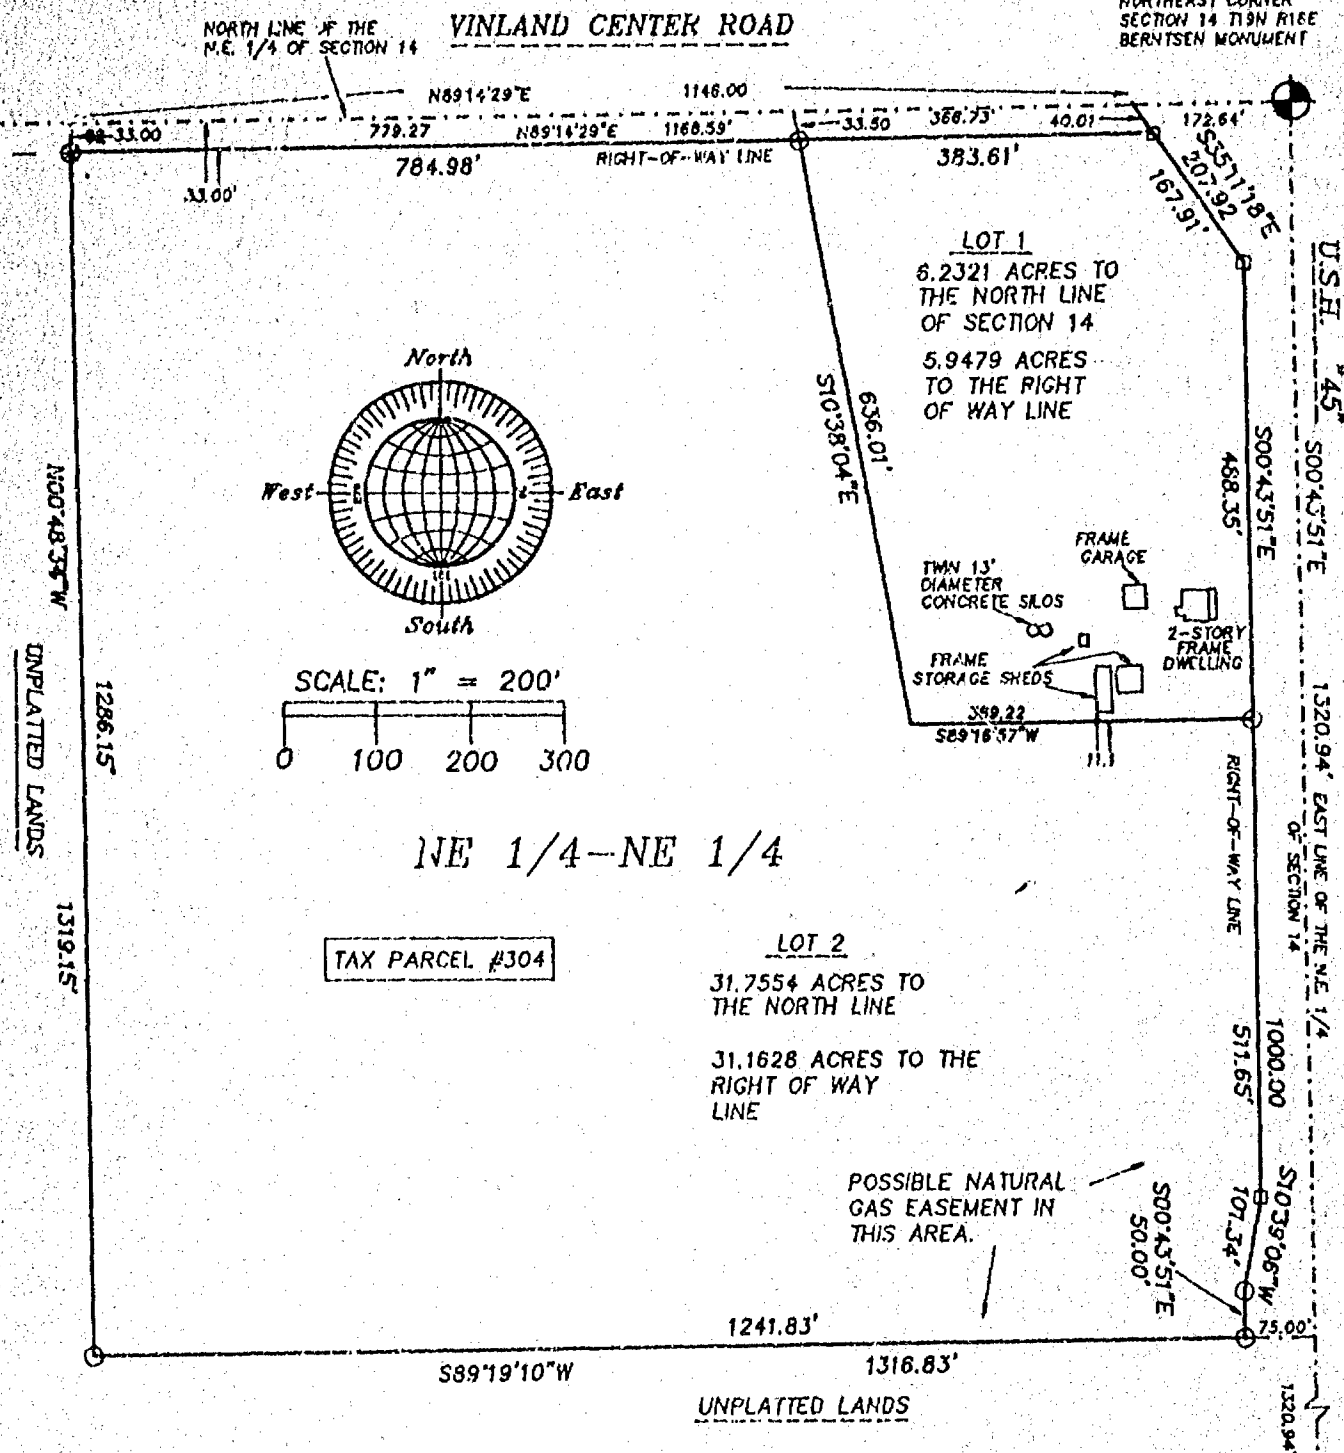 NORTH LINE OF THE
N.E. 1/4 OF SECTION 14
VINLAND CENTER ROAD
NORTHEAST CORNER
SECTION 14 T19N R16E
BERNTSEN MONUMENT
N89°14'29"E
1146.00
33.00
779.27
N89°14'29"E
1168.59'
33.50
366.73'
40.01
172.64'
784.98'
RIGHT-OF-WAY LINE
383.61'
33.00'
S35°11'18"E
207.92
167.91'
LOT 1
6.2321 ACRES TO
THE NORTH LINE
OF SECTION 14
5.9479 ACRES
TO THE RIGHT
OF WAY LINE
U.S.H. "45"
North
West
East
South
636.01'
S10°38'04"E
S00°43'51"E
488.35'
S00°43'51"E
N00°48'34"W
FRAME
GARAGE
TWIN 13'
DIAMETER
CONCRETE SILOS
2-STORY
FRAME
DWELLING
FRAME
STORAGE SHEDS
SCALE: 1" = 200'
0 100 200 300
S89°16'57"W
11.1
UNPLATTED LANDS
1286.15'
1320.94' EAST LINE OF THE N.E. 1/4
OF SECTION 14
RIGHT-OF-WAY LINE
NE 1/4-NE 1/4
1319.15'
TAX PARCEL #304
LOT 2
31.7554 ACRES TO
THE NORTH LINE
31.1628 ACRES TO THE
RIGHT OF WAY
LINE
1000.00
511.65'
POSSIBLE NATURAL
GAS EASEMENT IN
THIS AREA.
S00°43'51"E
50.00'
S10°39'06"W
101.34'
1241.83'
75.00'
S89°19'10"W
1316.83'
UNPLATTED LANDS
1320.94'